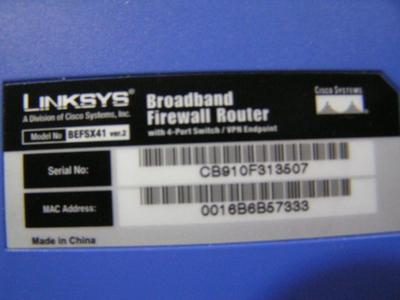 LINKSYS®
A Division of Cisco Systems, Inc.
Model No BEFSX41 ver.2
Broadband
Firewall Router
with 4-Port Switch / VPN Endpoint
CISCO SYSTEMS
Serial No:
CB910F313507
MAC Address:
0016B6B57333
Made in China